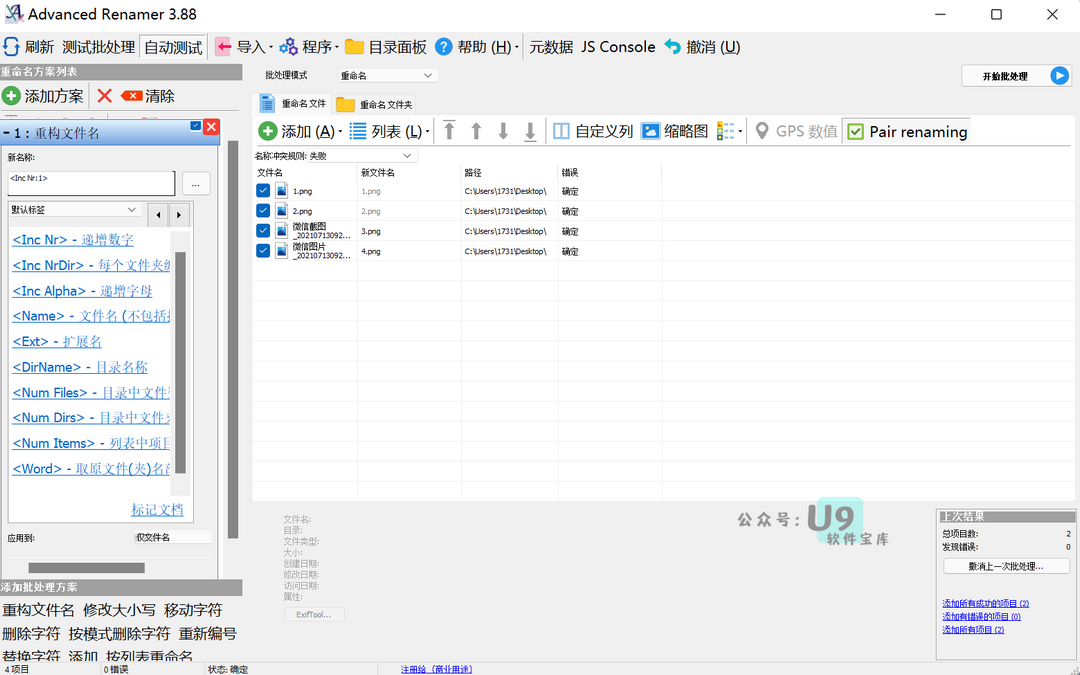 Advanced Renamer 3.88
刷新 测试批处理 自动测试 导入 程序 目录面板 帮助 (H) 元数据 JS Console 撤消 (U)
重命名方案列表
批处理模式 重命名 开始批处理
添加方案 清除
重命名文件 重命名文件夹
1：重构文件名
添加 (A) 列表 (L) 自定义列 缩略图 GPS 数值 Pair renaming
新名称:
名称冲突规则: 失败
<Inc Nr:1>
...
文件名 新文件名 路径 错误
1.png 1.png C:\Users\1731\Desktop\ 确定
2.png 2.png C:\Users\1731\Desktop\ 确定
微信截图_20210713092... 3.png C:\Users\1731\Desktop\ 确定
微信图片_20210713092... 4.png C:\Users\1731\Desktop\ 确定
默认标签
<Inc Nr> - 递增数字
<Inc NrDir> - 每个文件夹
<Inc Alpha> - 递增字母
<Name> - 文件名 (不包括
<Ext> - 扩展名
<DirName> - 目录名称
<Num Files> - 目录中文件
<Num Dirs> - 目录中文件
<Num Items> - 列表中项目
<Word> - 取原文件(夹)名
标记文档
应用到: 仅文件名
文件名:
目录:
文件类型:
大小:
创建日期:
修改日期:
访问日期:
属性:
ExifTool...
公众号: U9
软件宝库
上次结果
总项目数: 2
发现错误: 0
撤消上一次批处理...
添加所有成功的项目 (2)
添加有错误的项目 (0)
添加所有项目 (2)
添加批处理方案
重构文件名 修改大小写 移动字符
删除字符 按模式删除字符 重新编号
替换字符 添加 按列表重命名
4 项目 0 错误 状态: 确定 注册给（商业用途）